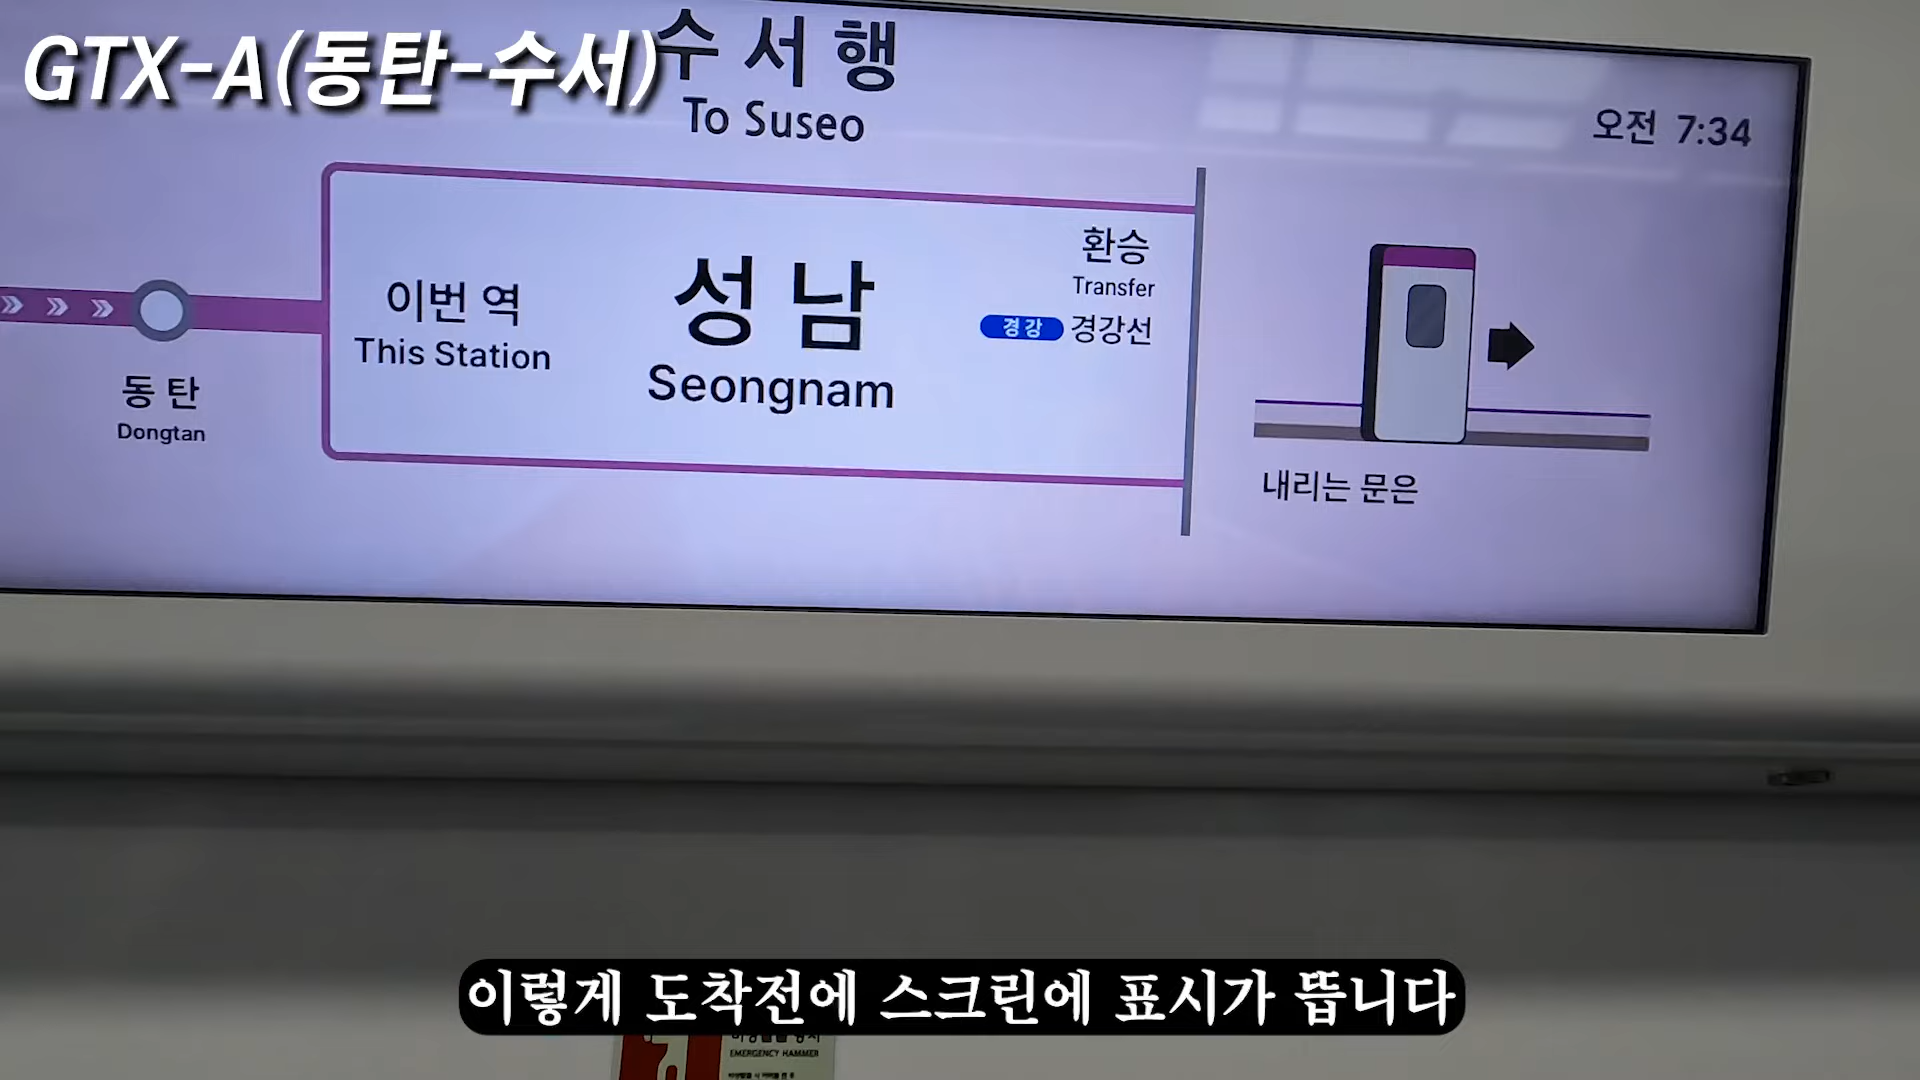 GTX-A(동탄-수서)
수서행
To Suseo
오전 7:34
환승
Transfer
경강 경강선
이번 역
This Station
성남
Seongnam
동탄
Dongtan
내리는 문은
이렇게 도착전에 스크린에 표시가 뜹니다
EMERGENCY HAMMER